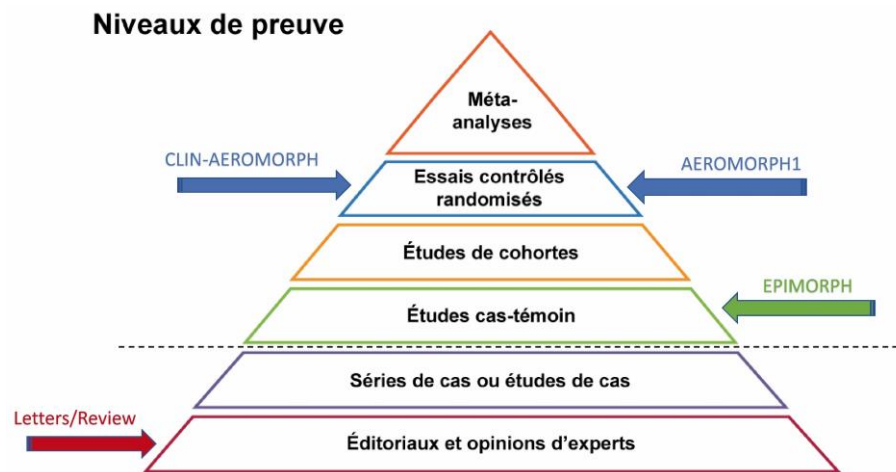 Niveaux de preuve
Méta-
analyses
CLIN-AEROMORPH
Essais contrôlés
randomisés
AEROMORPH1
Études de cohortes
EPIMORPH
Études cas-témoin
Séries de cas ou études de cas
Letters/Review
Éditoriaux et opinions d’experts